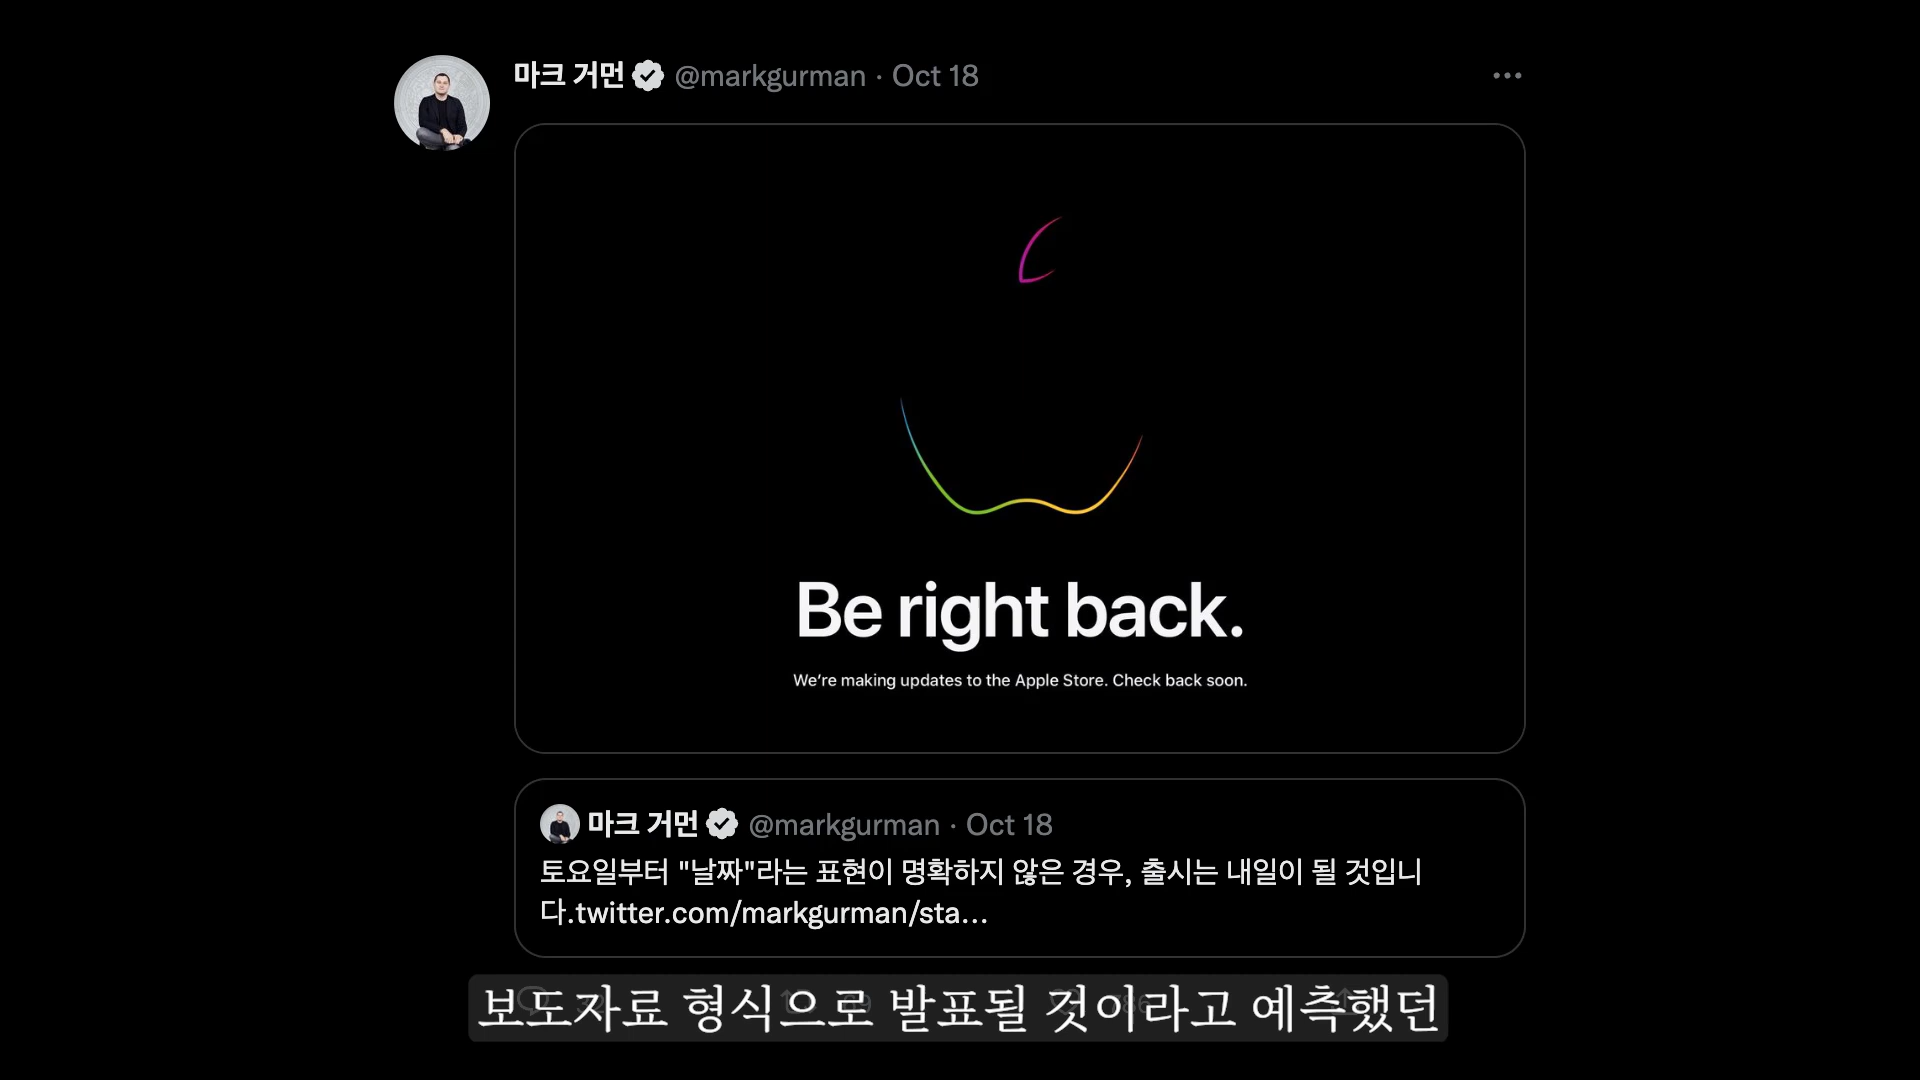 마크 거먼 @markgurman · Oct 18
Be right back.
We're making updates to the Apple Store. Check back soon.
마크 거먼 @markgurman · Oct 18
토요일부터 "날짜"라는 표현이 명확하지 않은 경우, 출시는 내일이 될 것입니
다.twitter.com/markgurman/sta...
보도자료 형식으로 발표될 것이라고 예측했던